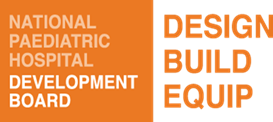 NATIONAL
PAEDIATRIC
HOSPITAL
DEVELOPMENT
BOARD
DESIGN
BUILD
EQUIP